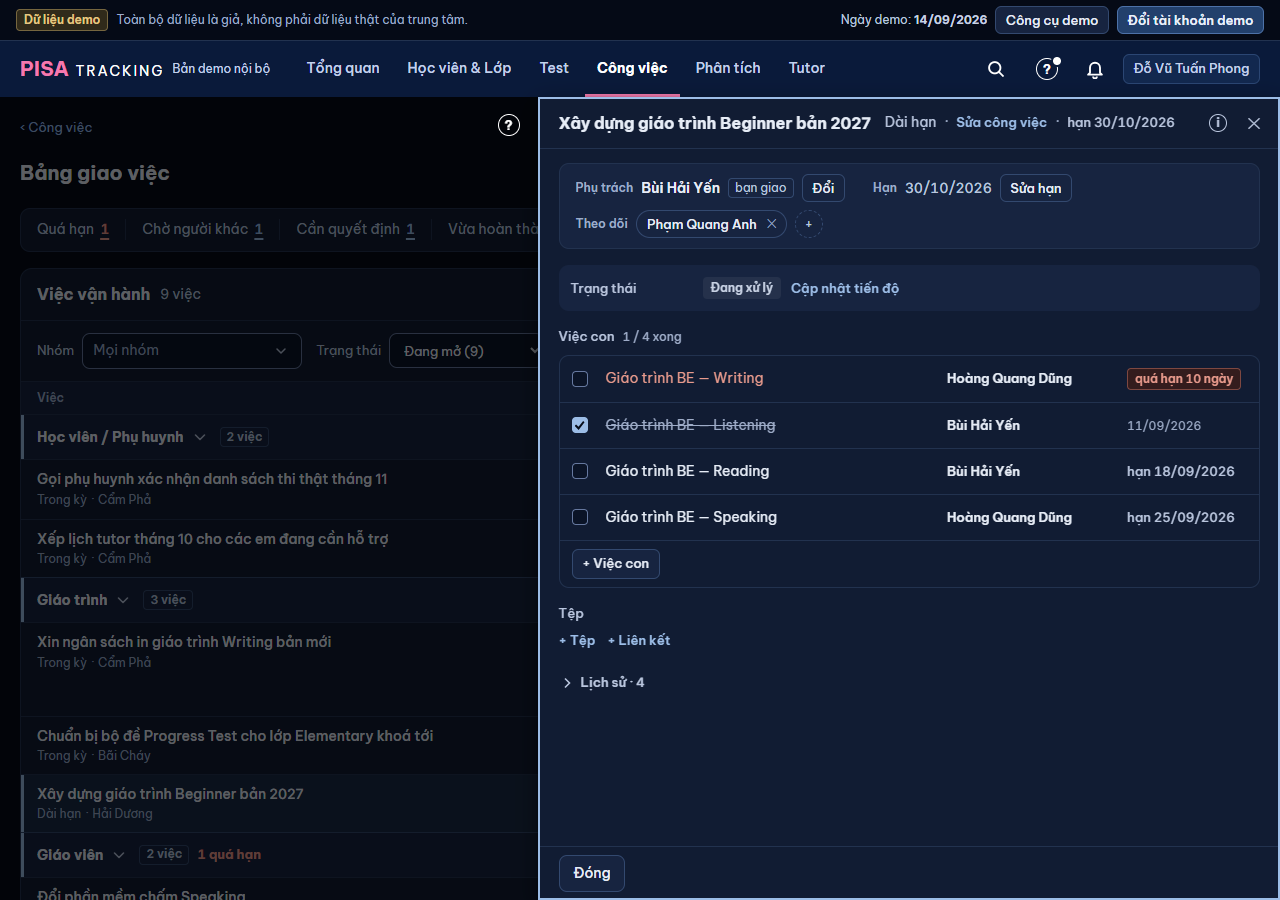 Dữ liệu demo Toàn bộ dữ liệu là giả, không phải dữ liệu thật của trung tâm. Ngày demo: 14/09/2026 Công cụ demo Đổi tài khoản demo
PISA TRACKING Bản demo nội bộ Tổng quan Học viên & Lớp Test Công việc Phân tích Tutor ? Đỗ Vũ Tuấn Phong
‹ Công việc ?
Bảng giao việc
Quá hạn 1 Chờ người khác 1 Cần quyết định 1 Vừa hoàn thà
Việc vận hành 9 việc
Nhóm Mọi nhóm Trạng thái Đang mở (9)
Việc
Học viên / Phụ huynh 2 việc
Gọi phụ huynh xác nhận danh sách thi thật tháng 11
Trong kỳ · Cẩm Phả
Xếp lịch tutor tháng 10 cho các em đang cần hỗ trợ
Trong kỳ · Cẩm Phả
Giáo trình 3 việc
Xin ngân sách in giáo trình Writing bản mới
Trong kỳ · Cẩm Phả
Chuẩn bị bộ đề Progress Test cho lớp Elementary khoá tới
Trong kỳ · Bãi Cháy
Xây dựng giáo trình Beginner bản 2027
Dài hạn · Hải Dương
Giáo viên 2 việc 1 quá hạn
Đổi phần mềm chấm Speaking
Xây dựng giáo trình Beginner bản 2027 Dài hạn · Sửa công việc · hạn 30/10/2026
Phụ trách Bùi Hải Yến bạn giao Đổi Hạn 30/10/2026 Sửa hạn
Theo dõi Phạm Quang Anh +
Trạng thái Đang xử lý Cập nhật tiến độ
Việc con 1 / 4 xong
Giáo trình BE — Writing Hoàng Quang Dũng quá hạn 10 ngày
Giáo trình BE — Listening Bùi Hải Yến 11/09/2026
Giáo trình BE — Reading Bùi Hải Yến hạn 18/09/2026
Giáo trình BE — Speaking Hoàng Quang Dũng hạn 25/09/2026
+ Việc con
Tệp
+ Tệp + Liên kết
Lịch sử · 4
Đóng